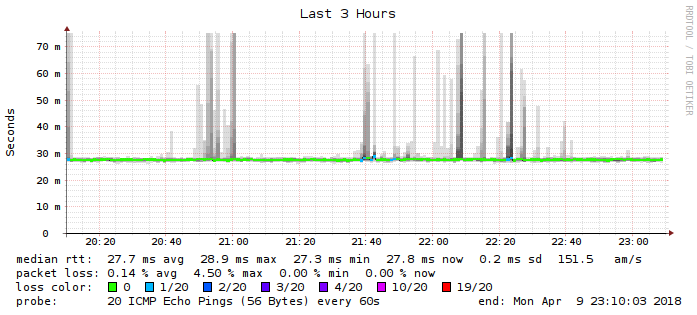 Last 3 Hours
RRDTOOL / TOBI OETIKER
Seconds
70 m
60 m
50 m
40 m
30 m
20 m
10 m
0
20:20 20:40 21:00 21:20 21:40 22:00 22:20 22:40 23:00
median rtt: 27.7 ms avg 28.9 ms max 27.3 ms min 27.8 ms now 0.2 ms sd 151.5 am/s
packet loss: 0.14 % avg 4.50 % max 0.00 % min 0.00 % now
loss color: 0 1/20 2/20 3/20 4/20 10/20 19/20
probe: 20 ICMP Echo Pings (56 Bytes) every 60s end: Mon Apr 9 23:10:03 2018